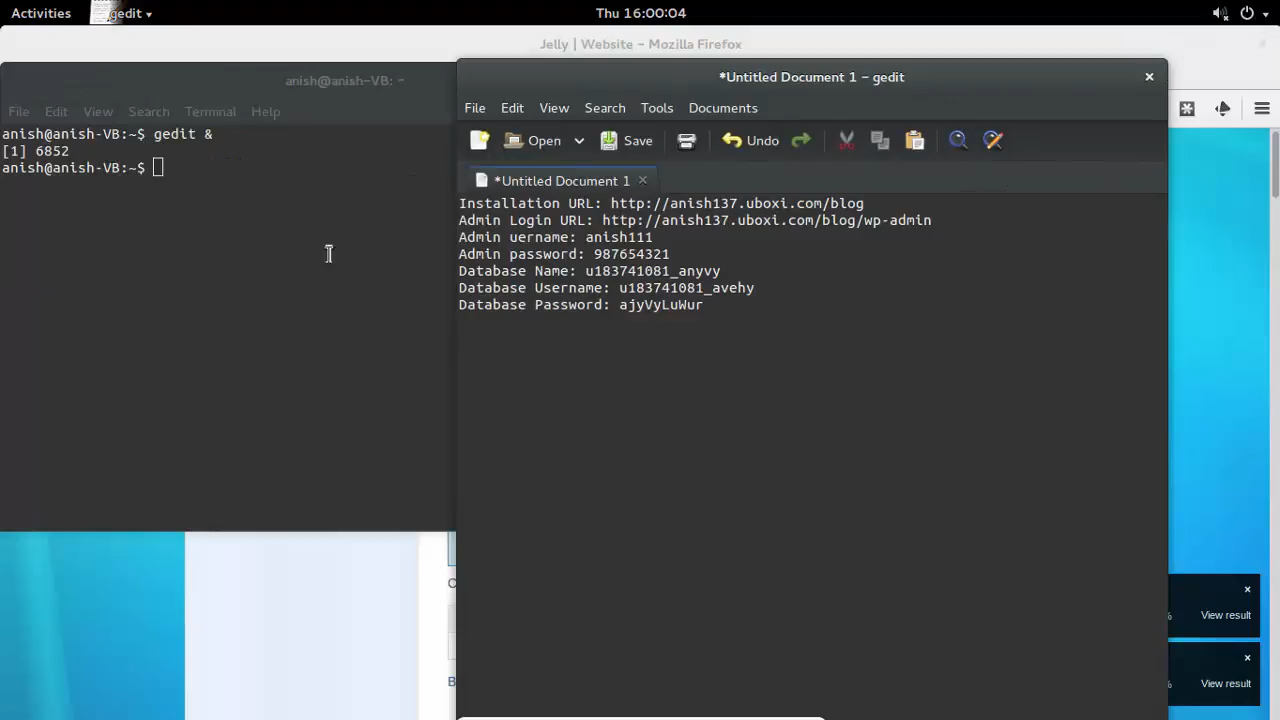 Activities gedit Thu 16:00:04
Jelly | Website - Mozilla Firefox
anish@anish-VB: ~
File Edit View Search Terminal Help
anish@anish-VB:~$ gedit &
[1] 6852
anish@anish-VB:~$
*Untitled Document 1 - gedit
File Edit View Search Tools Documents
Open Save Undo
*Untitled Document 1
Installation URL: http://anish137.uboxi.com/blog
Admin Login URL: http://anish137.uboxi.com/blog/wp-admin
Admin uername: anish111
Admin password: 987654321
Database Name: u183741081_anyvy
Database Username: u183741081_avehy
Database Password: ajyVyLuWur
% View result
% View result